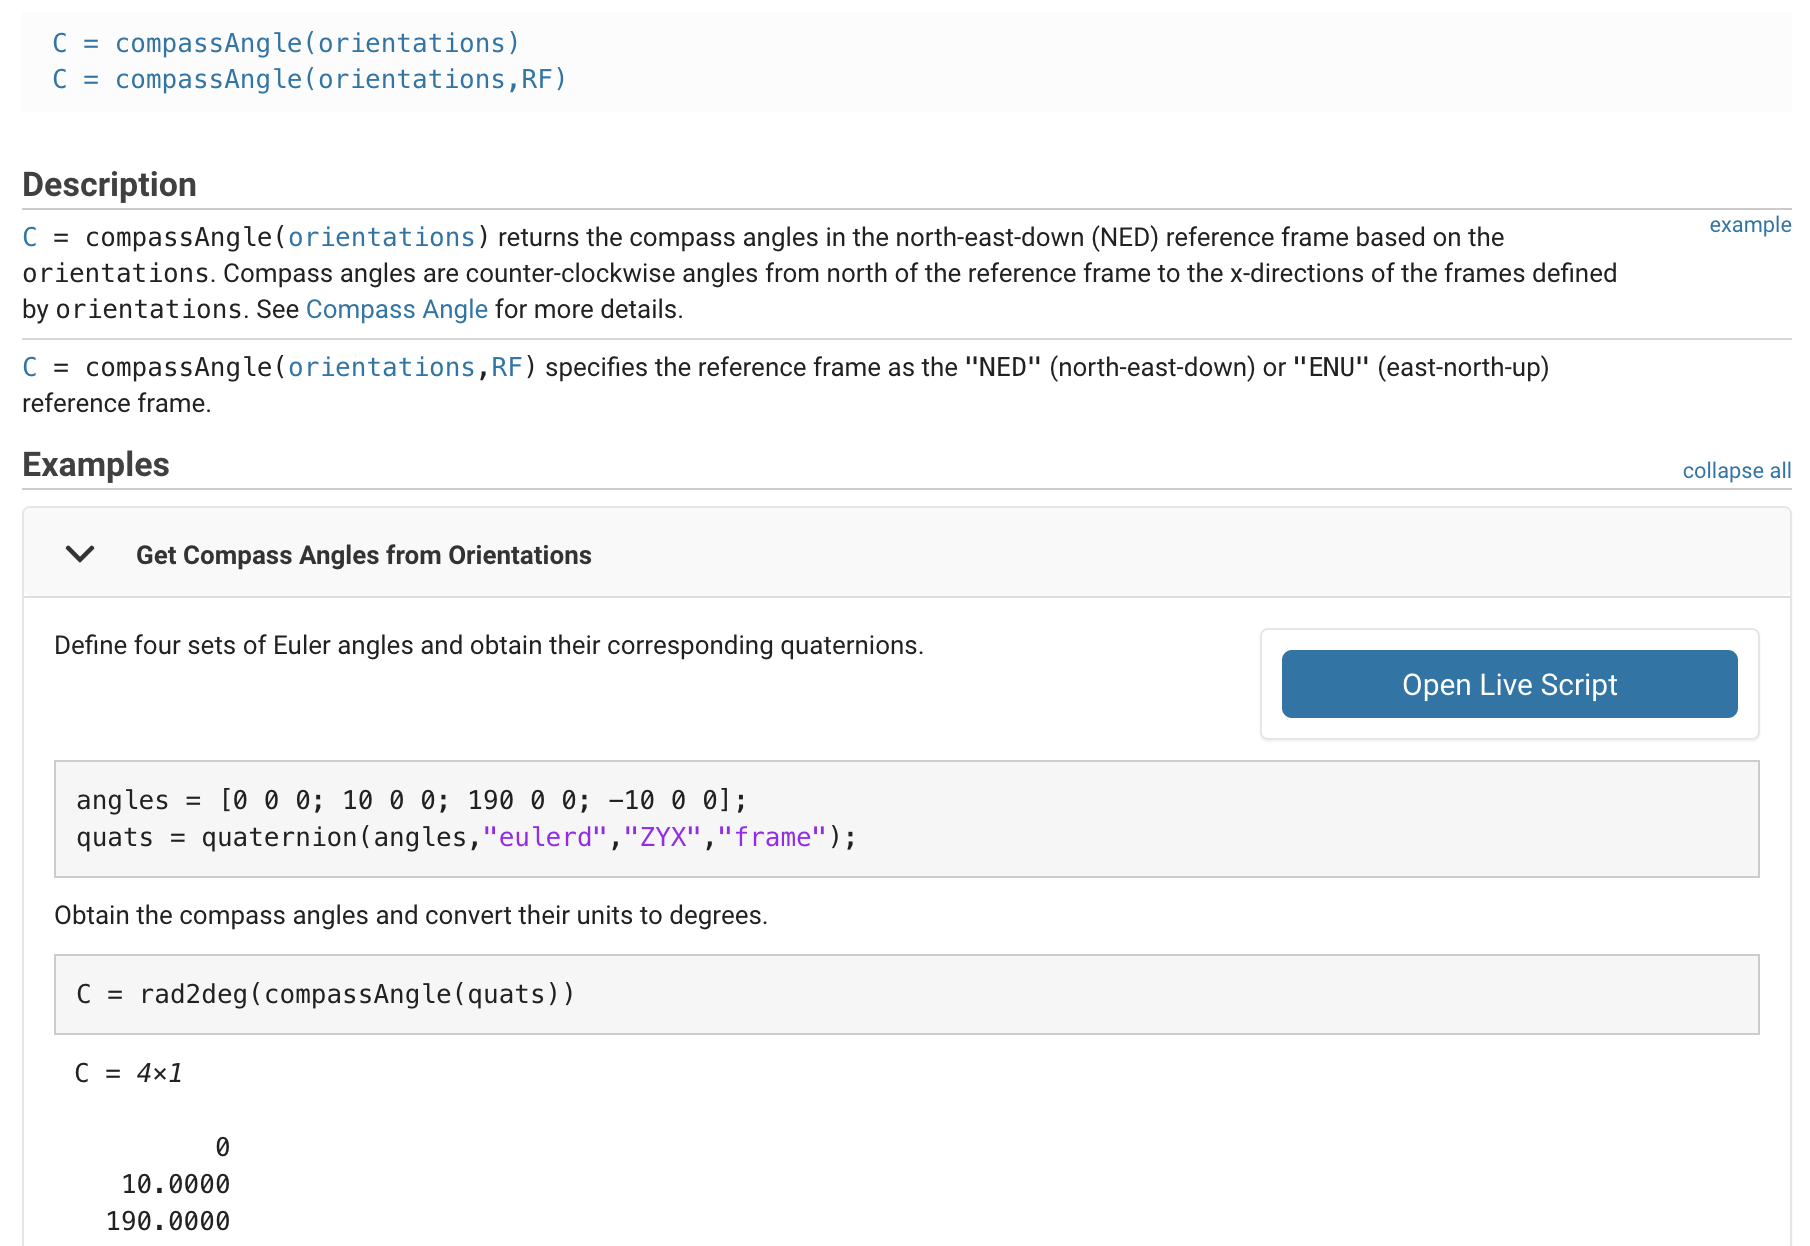 C = compassAngle(orientations)
C = compassAngle(orientations,RF)
Description
example
C = compassAngle(orientations) returns the compass angles in the north-east-down (NED) reference frame based on the
orientations. Compass angles are counter-clockwise angles from north of the reference frame to the x-directions of the frames defined
by orientations. See Compass Angle for more details.
C = compassAngle(orientations,RF) specifies the reference frame as the "NED" (north-east-down) or "ENU" (east-north-up)
reference frame.
Examples
collapse all
Get Compass Angles from Orientations
Define four sets of Euler angles and obtain their corresponding quaternions.
Open Live Script
angles = [0 0 0; 10 0 0; 190 0 0; −10 0 0];
quats = quaternion(angles,"eulerd","ZYX","frame");
Obtain the compass angles and convert their units to degrees.
C = rad2deg(compassAngle(quats))
C = 4×1
0
10.0000
190.0000